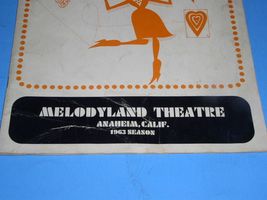 MELODYLAND THEATRE
ANAHEIM, CALIF.
1963 SEASON